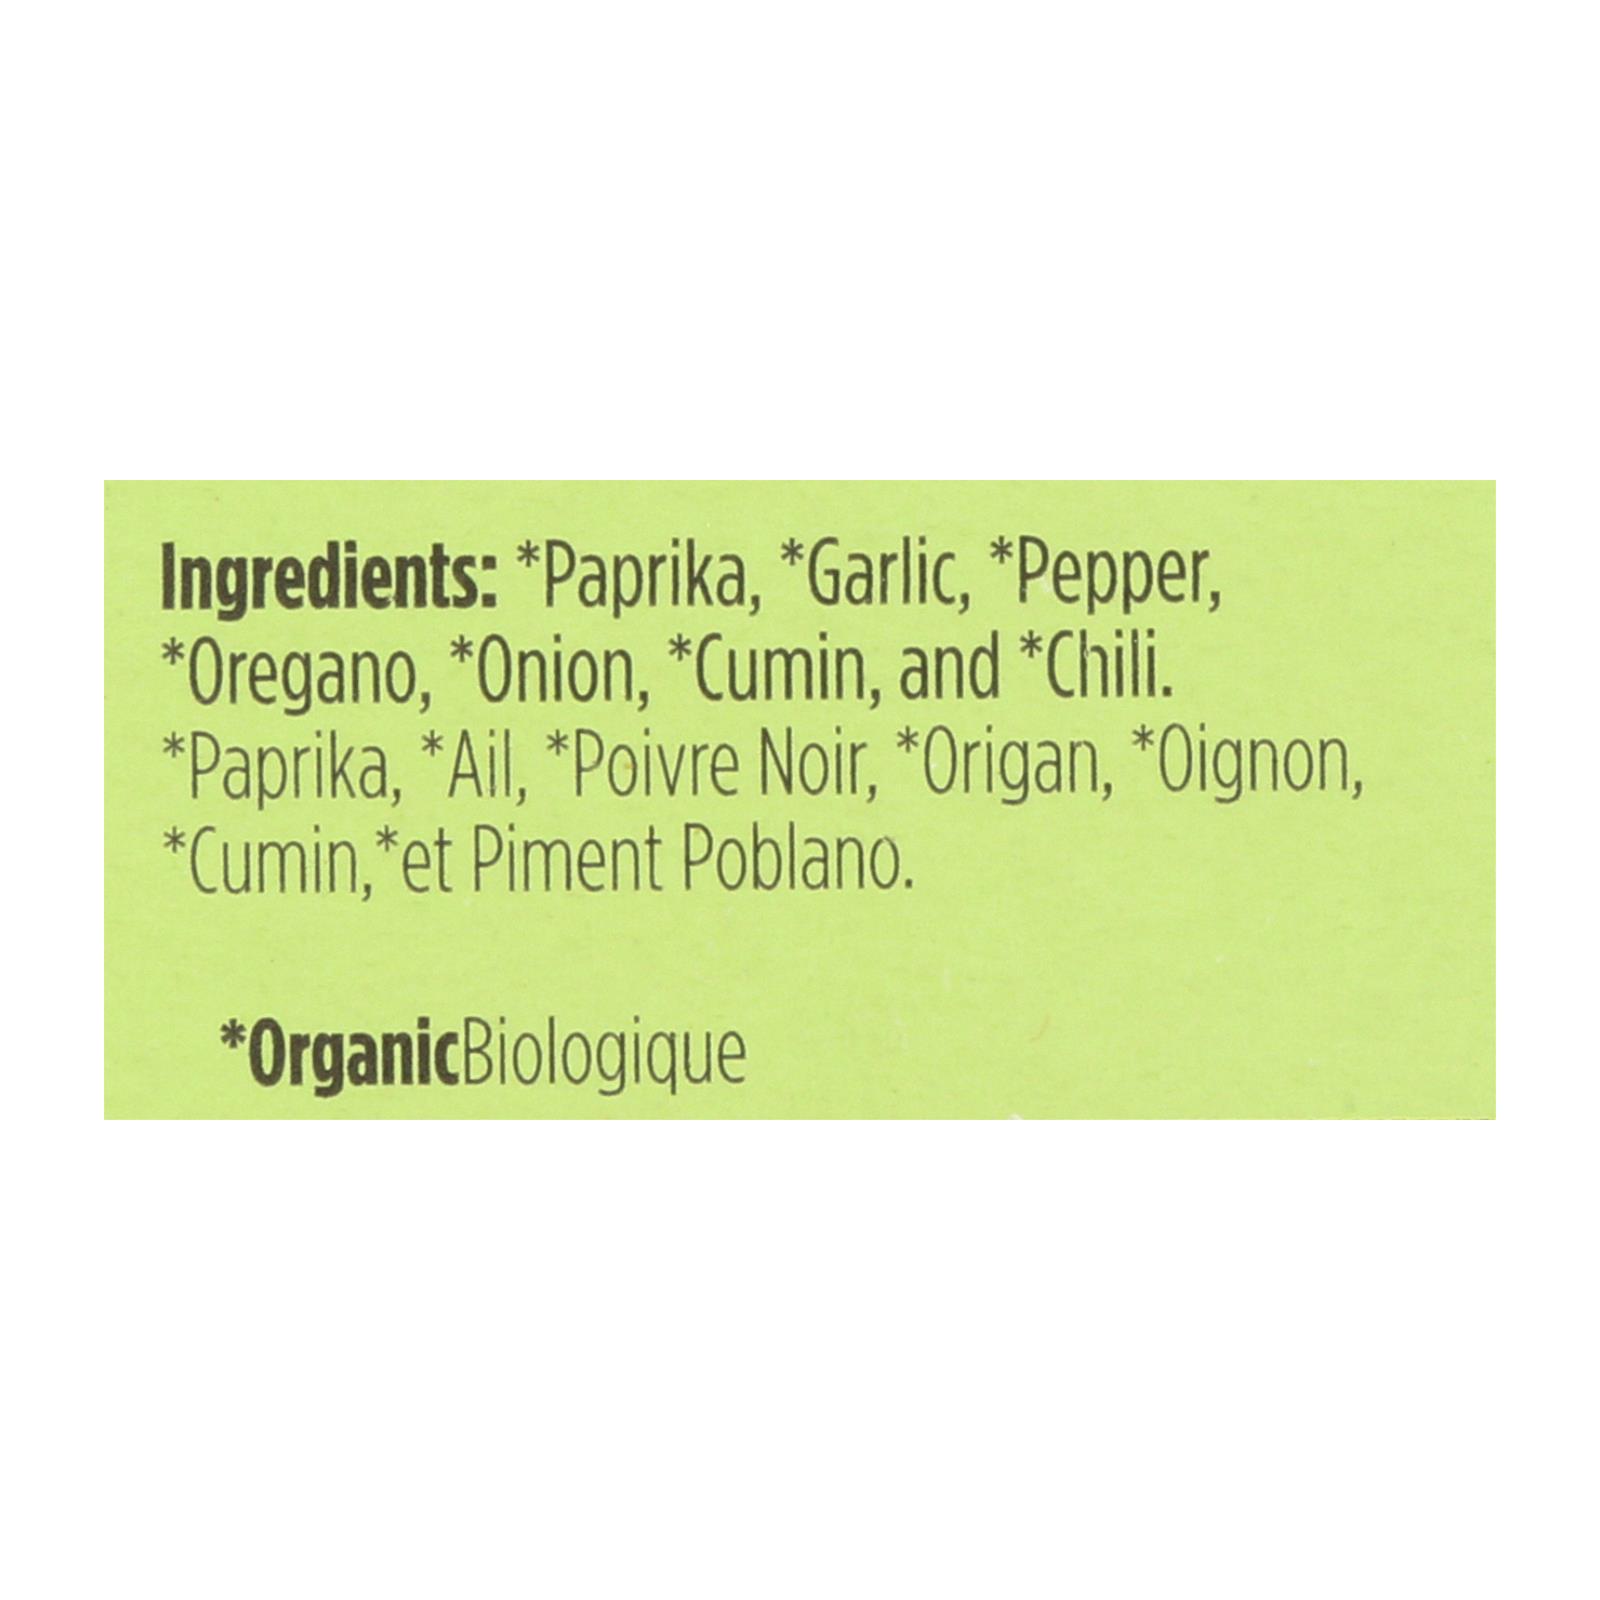 Ingredients: *Paprika, *Garlic, *Pepper,
*Oregano, *Onion, *Cumin, and *Chili.
*Paprika, *Ail, *Poivre Noir, *Origan, *Oignon,
*Cumin,*et Piment Poblano.
*OrganicBiologique